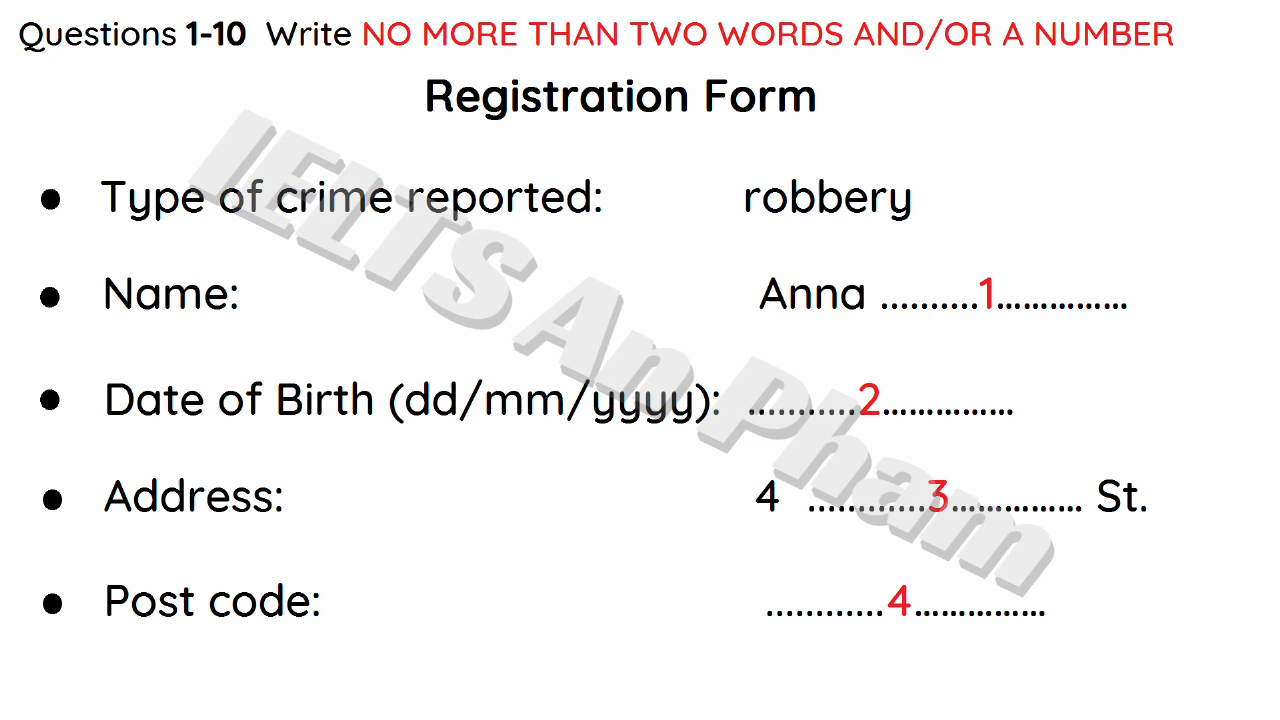 Questions 1-10 Write NO MORE THAN TWO WORDS AND/OR A NUMBER
Registration Form
● Type of crime reported: robbery
● Name: Anna ..........1...............
● Date of Birth (dd/mm/yyyy): ...........2...............
● Address: 4 ............3............... St.
● Post code: ............4...............
IELTS An Pham